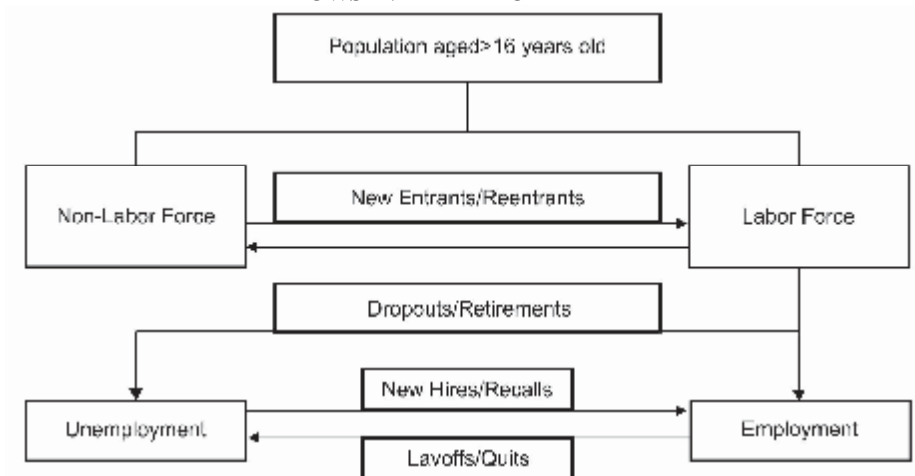 Population aged>16 years old
New Entrants/Reentrants
Non-Labor Force
Labor Force
Dropouts/Retirements
New Hires/Recalls
Unemployment
Employment
Layoffs/Quits